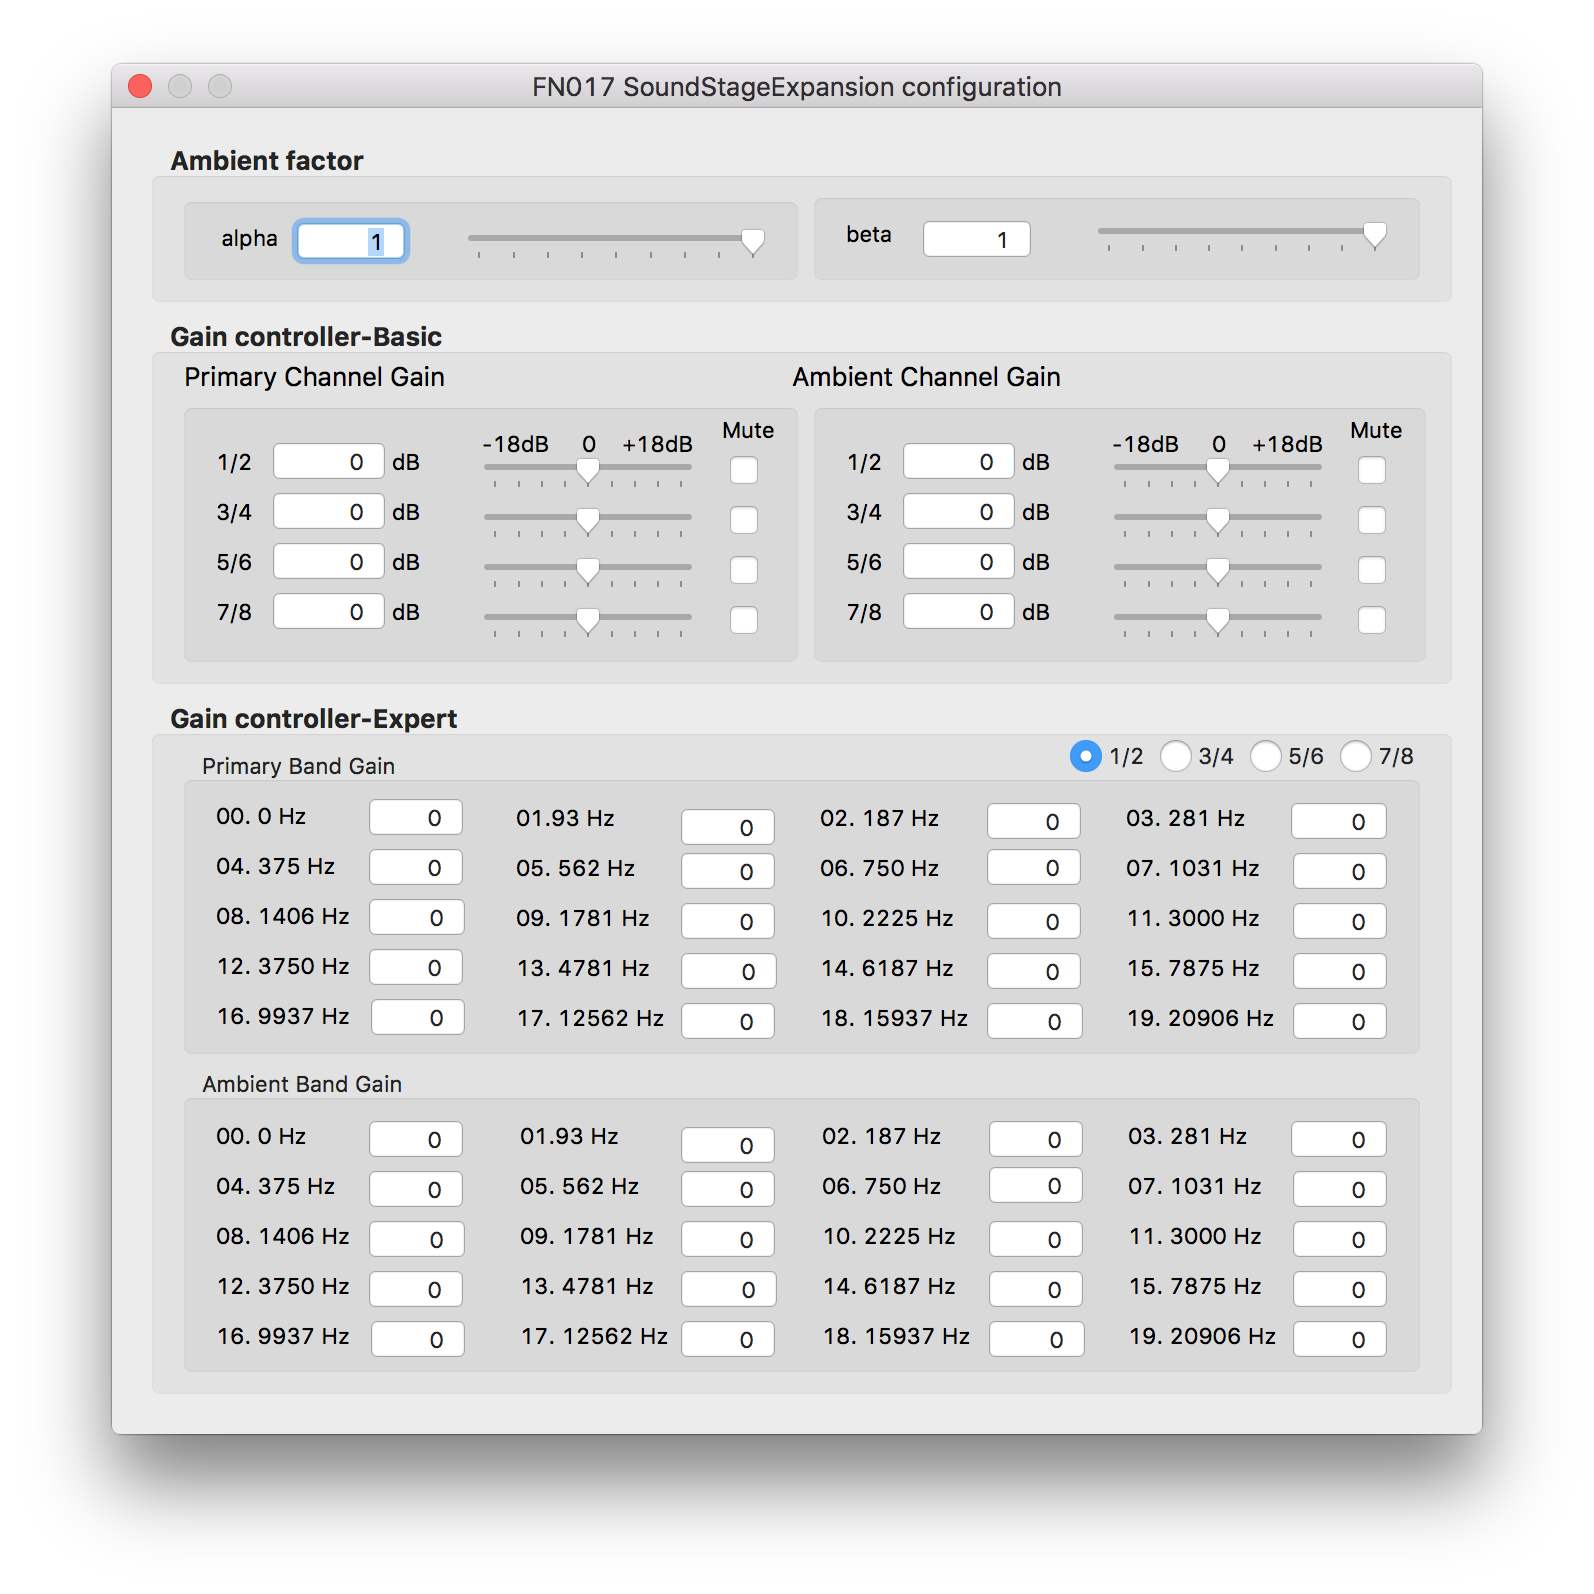 FN017 SoundStageExpansion configuration
Ambient factor
alpha 1 beta 1
Gain controller-Basic
Primary Channel Gain Ambient Channel Gain
-18dB 0 +18dB Mute -18dB 0 +18dB Mute
1/2 0 dB 1/2 0 dB
3/4 0 dB 3/4 0 dB
5/6 0 dB 5/6 0 dB
7/8 0 dB 7/8 0 dB
Gain controller-Expert
Primary Band Gain 1/2 3/4 5/6 7/8
00. 0 Hz 0 01.93 Hz 0 02. 187 Hz 0 03. 281 Hz 0
04. 375 Hz 0 05. 562 Hz 0 06. 750 Hz 0 07. 1031 Hz 0
08. 1406 Hz 0 09. 1781 Hz 0 10. 2225 Hz 0 11. 3000 Hz 0
12. 3750 Hz 0 13. 4781 Hz 0 14. 6187 Hz 0 15. 7875 Hz 0
16. 9937 Hz 0 17. 12562 Hz 0 18. 15937 Hz 0 19. 20906 Hz 0
Ambient Band Gain
00. 0 Hz 0 01.93 Hz 0 02. 187 Hz 0 03. 281 Hz 0
04. 375 Hz 0 05. 562 Hz 0 06. 750 Hz 0 07. 1031 Hz 0
08. 1406 Hz 0 09. 1781 Hz 0 10. 2225 Hz 0 11. 3000 Hz 0
12. 3750 Hz 0 13. 4781 Hz 0 14. 6187 Hz 0 15. 7875 Hz 0
16. 9937 Hz 0 17. 12562 Hz 0 18. 15937 Hz 0 19. 20906 Hz 0